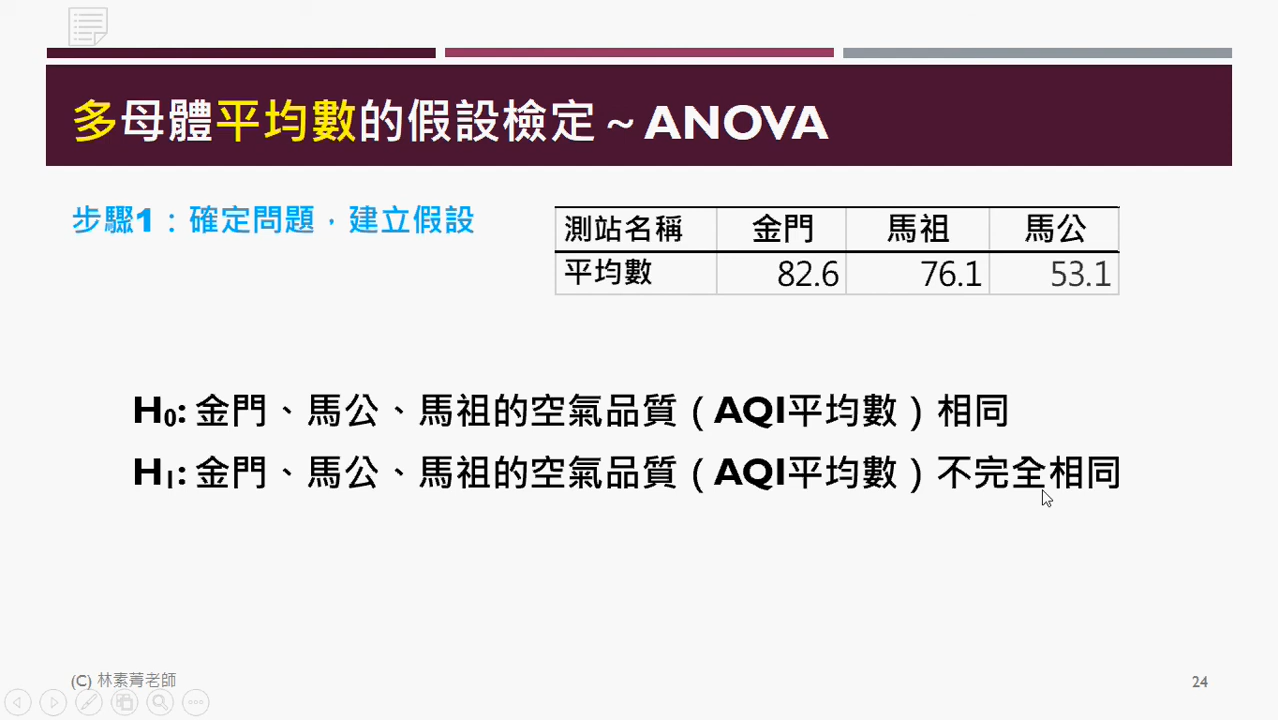 多母體平均數的假設檢定～ANOVA
步驟1：確定問題，建立假設
測站名稱 金門 馬祖 馬公
平均數 82.6 76.1 53.1
H₀: 金門、馬公、馬祖的空氣品質（AQI平均數）相同
H₁: 金門、馬公、馬祖的空氣品質（AQI平均數）不完全相同
(C) 林素菁老師
24